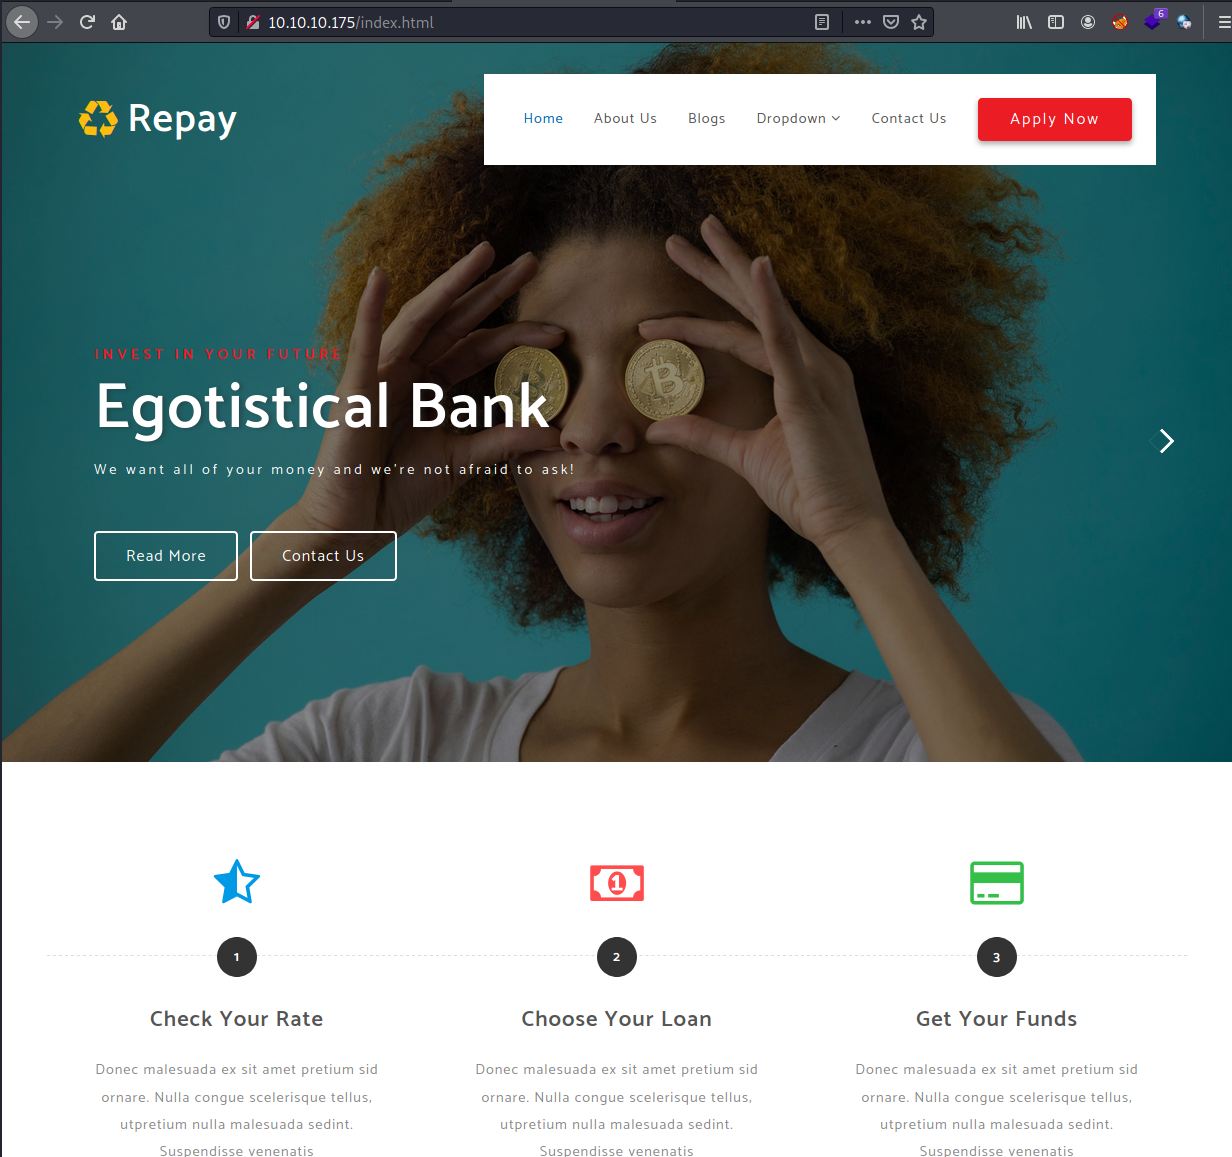 10.10.10.175/index.html
6
Repay
Home About Us Blogs Dropdown Contact Us Apply Now
INVEST IN YOUR FUTURE
Egotistical Bank
We want all of your money and we're not afraid to ask!
Read More Contact Us
1
1 2 3
Check Your Rate Choose Your Loan Get Your Funds
Donec malesuada ex sit amet pretium sid
ornare. Nulla congue scelerisque tellus,
utpretium nulla malesuada sedint.
Suspendisse venenatis
Donec malesuada ex sit amet pretium sid
ornare. Nulla congue scelerisque tellus,
utpretium nulla malesuada sedint.
Suspendisse venenatis
Donec malesuada ex sit amet pretium sid
ornare. Nulla congue scelerisque tellus,
utpretium nulla malesuada sedint.
Suspendisse venenatis